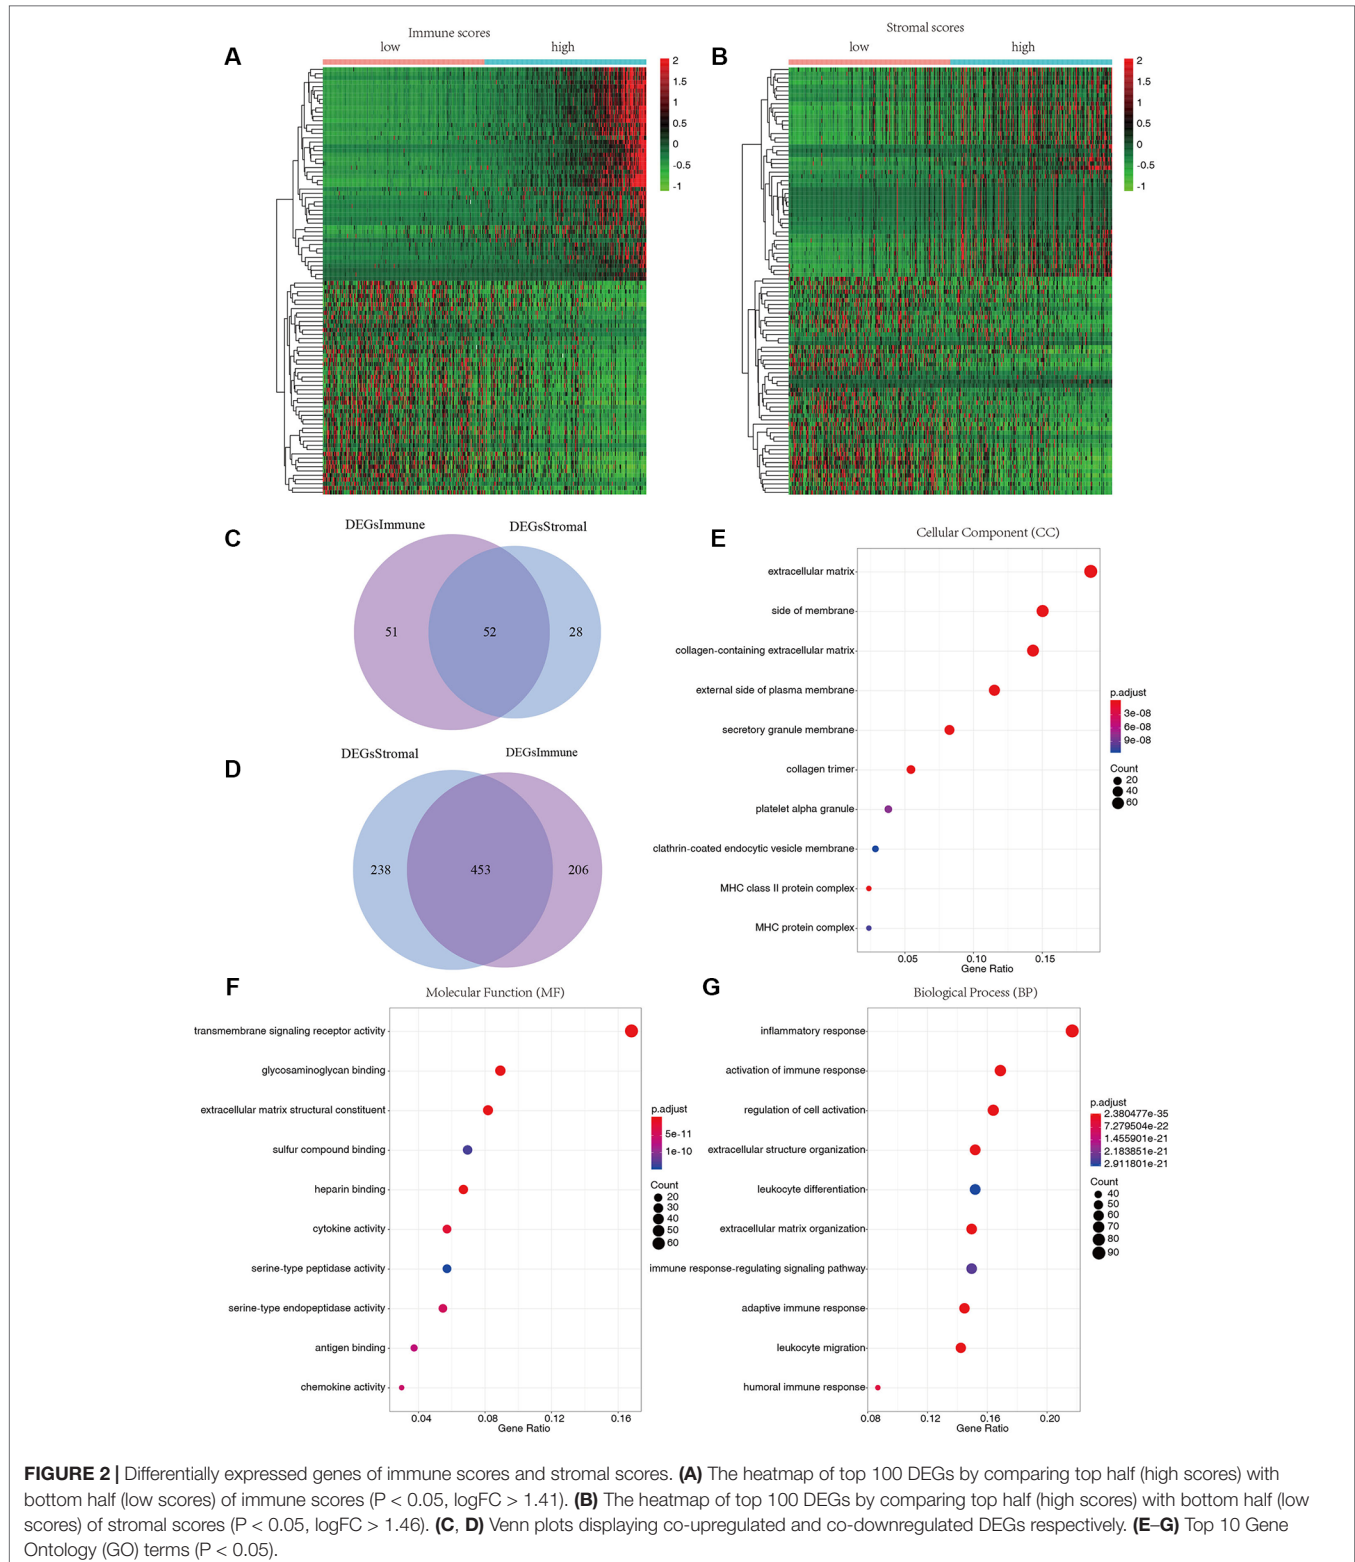 A
Immune scores
low
high
2
1.5
1
0.5
0
-0.5
-1
B
Stromal scores
low
high
2
1.5
1
0.5
0
-0.5
-1
C
DEGsImmune
DEGsStromal
51
52
28
D
DEGsStromal
DEGsImmune
238
453
206
E
Cellular Component (CC)
extracellular matrix
side of membrane
collagen-containing extracellular matrix
external side of plasma membrane
secretory granule membrane
collagen trimer
platelet alpha granule
clathrin-coated endocytic vesicle membrane
MHC class II protein complex
MHC protein complex
0.05
0.10
0.15
Gene Ratio
p.adjust
3e-08
6e-08
9e-08
Count
20
40
60
F
Molecular Function (MF)
transmembrane signaling receptor activity
glycosaminoglycan binding
extracellular matrix structural constituent
sulfur compound binding
heparin binding
cytokine activity
serine-type peptidase activity
serine-type endopeptidase activity
antigen binding
chemokine activity
0.04
0.08
0.12
0.16
Gene Ratio
p.adjust
5e-11
1e-10
Count
20
30
40
50
60
G
Biological Process (BP)
inflammatory response
activation of immune response
regulation of cell activation
extracellular structure organization
leukocyte differentiation
extracellular matrix organization
immune response-regulating signaling pathway
adaptive immune response
leukocyte migration
humoral immune response
0.08
0.12
0.16
0.20
Gene Ratio
p.adjust
2.380477e-35
7.279504e-22
1.455901e-21
2.183851e-21
2.911801e-21
Count
40
50
60
70
80
90
FIGURE 2 | Differentially expressed genes of immune scores and stromal scores. (A) The heatmap of top 100 DEGs by comparing top half (high scores) with
bottom half (low scores) of immune scores (P < 0.05, logFC > 1.41). (B) The heatmap of top 100 DEGs by comparing top half (high scores) with bottom half (low
scores) of stromal scores (P < 0.05, logFC > 1.46). (C, D) Venn plots displaying co-upregulated and co-downregulated DEGs respectively. (E–G) Top 10 Gene
Ontology (GO) terms (P < 0.05).